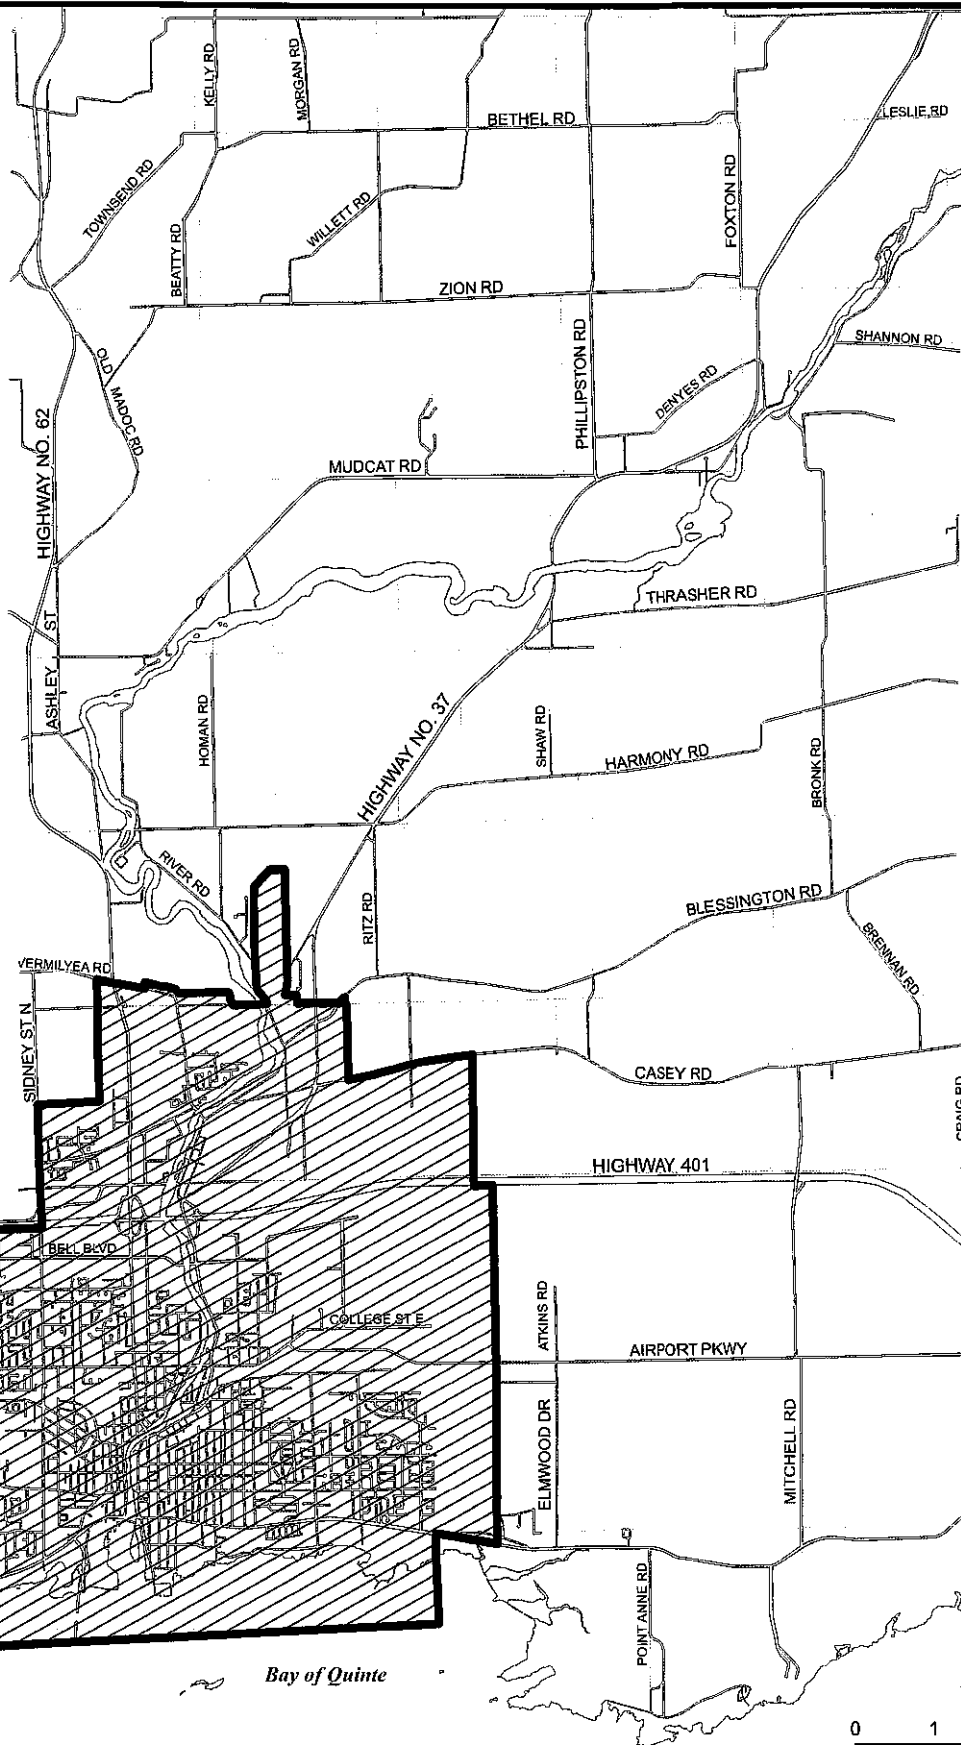 KELLY RD
MORGAN RD
BETHEL RD
LESLIE RD
TOWNSEND RD
FOXTON RD
WILLETT RD
BEATTY RD
ZION RD
SHANNON RD
OLD MADOC RD
PHILLIPSTON RD
DENYES RD
HIGHWAY NO. 62
MUDCAT RD
THRASHER RD
ASHLEY ST
HOMAN RD
HIGHWAY NO. 37
SHAW RD
HARMONY RD
BRONK RD
RIVER RD
RITZ RD
BLESSINGTON RD
BRENNAN RD
VERMILYEA RD
SIDNEY ST N
CASEY RD
CRAIG RD
HIGHWAY 401
BELL BLVD
ATKINS RD
COLLEGE ST E
AIRPORT PKWY
ELMWOOD DR
MITCHELL RD
POINT ANNE RD
Bay of Quinte
0 1